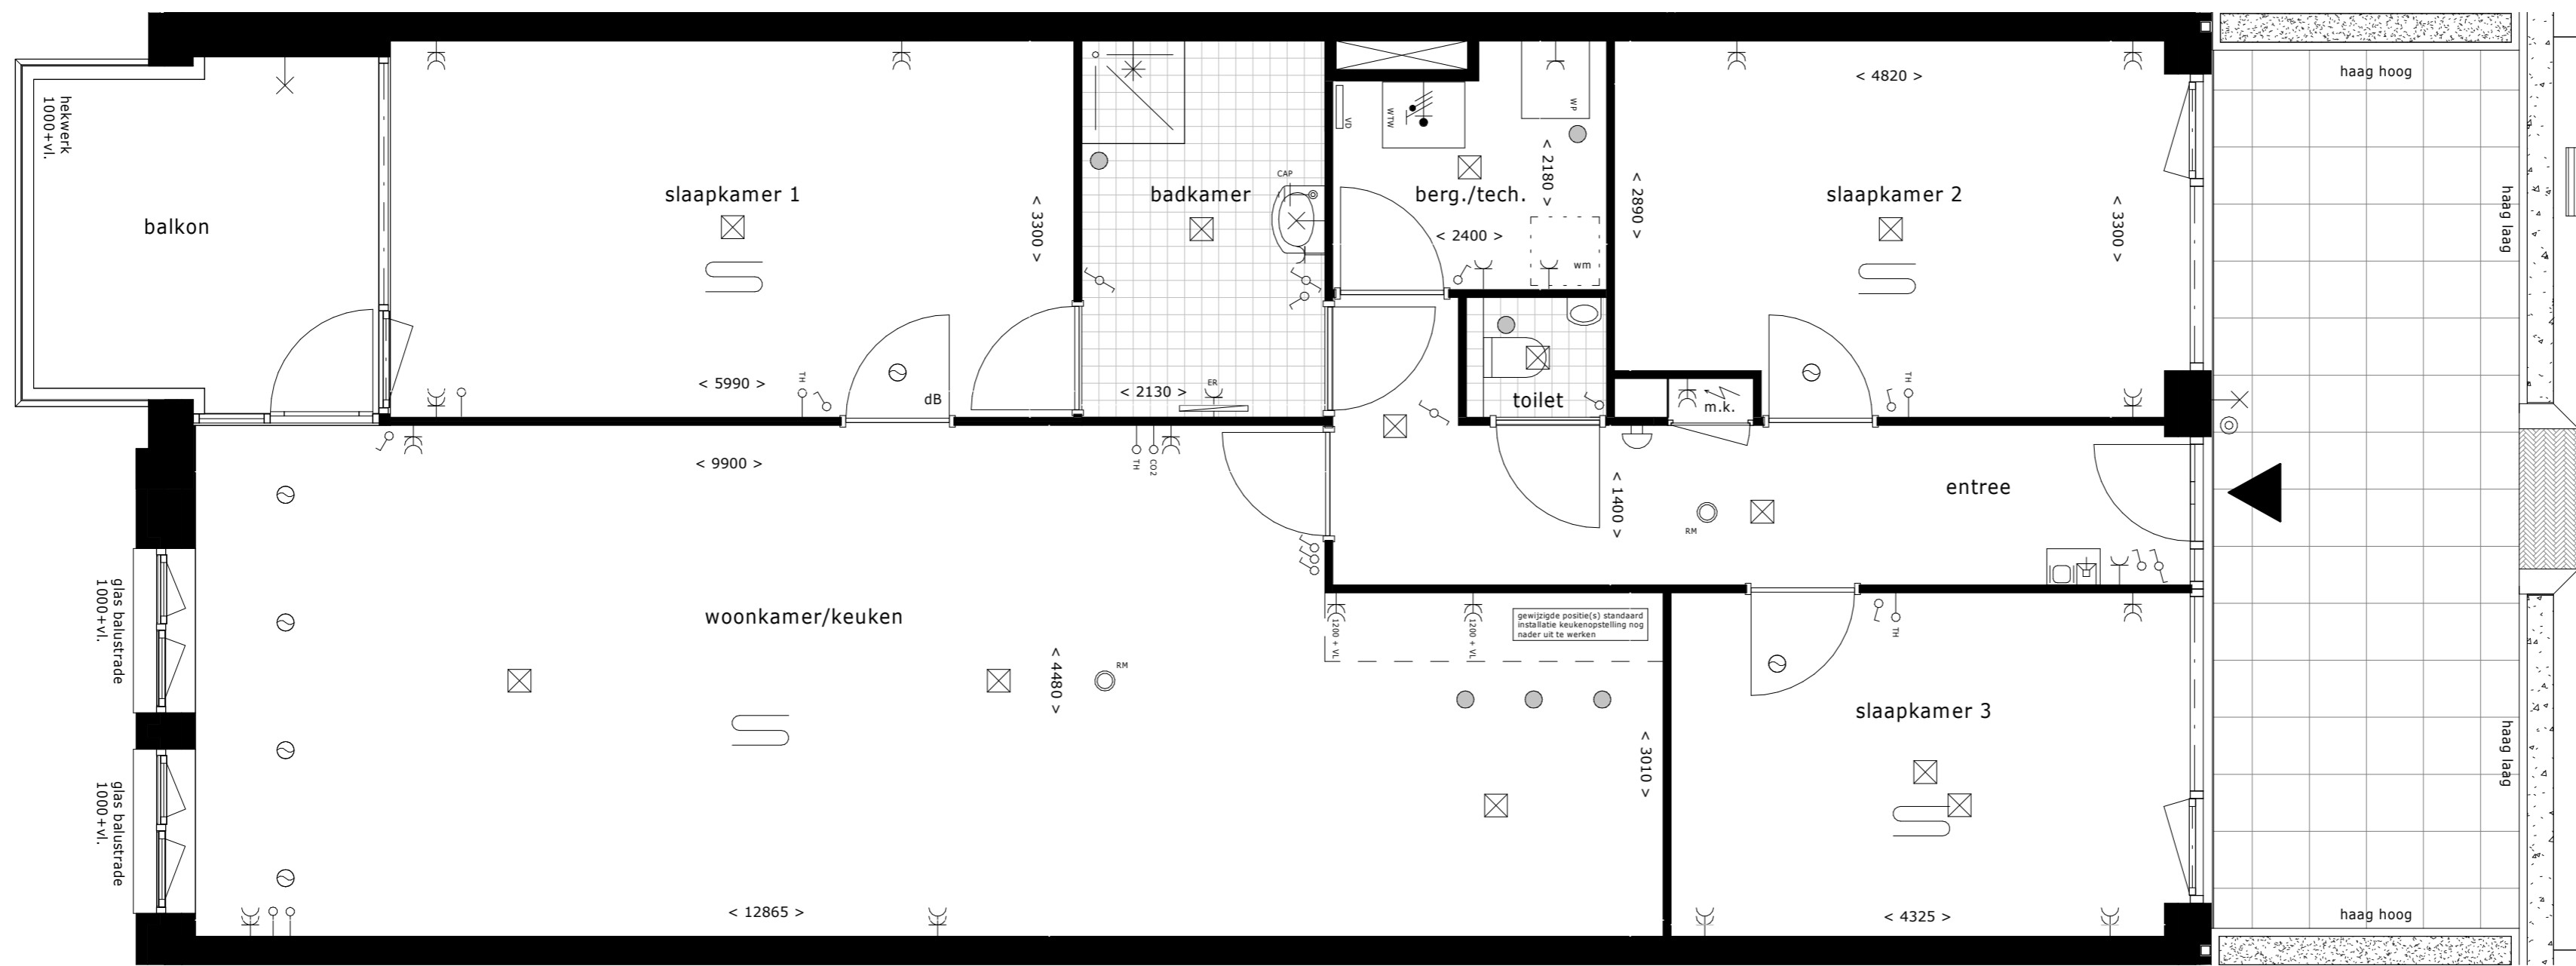 hekwerk
1000+vl.
balkon
slaapkamer 1
< 3300 >
< 5990 >
TH
dB
badkamer
CAP
< 2130 >
ER
VD
WTW
WP
berg./tech.
< 2180 >
< 2400 >
wm
toilet
m.k.
< 4820 >
< 2890 >
slaapkamer 2
< 3300 >
TH
haag hoog
haag laag
< 9900 >
TH
CO2
woonkamer/keuken
< 4480 >
RM
< 12865 >
glas balustrade
1000+vl.
glas balustrade
1000+vl.
< 1400 >
RM
entree
1200 + VL
1200 + VL
gewijzigde positie(s) standaard
installatie keukenopstelling nog
nader uit te werken
< 3010 >
TH
slaapkamer 3
< 4325 >
haag laag
haag hoog